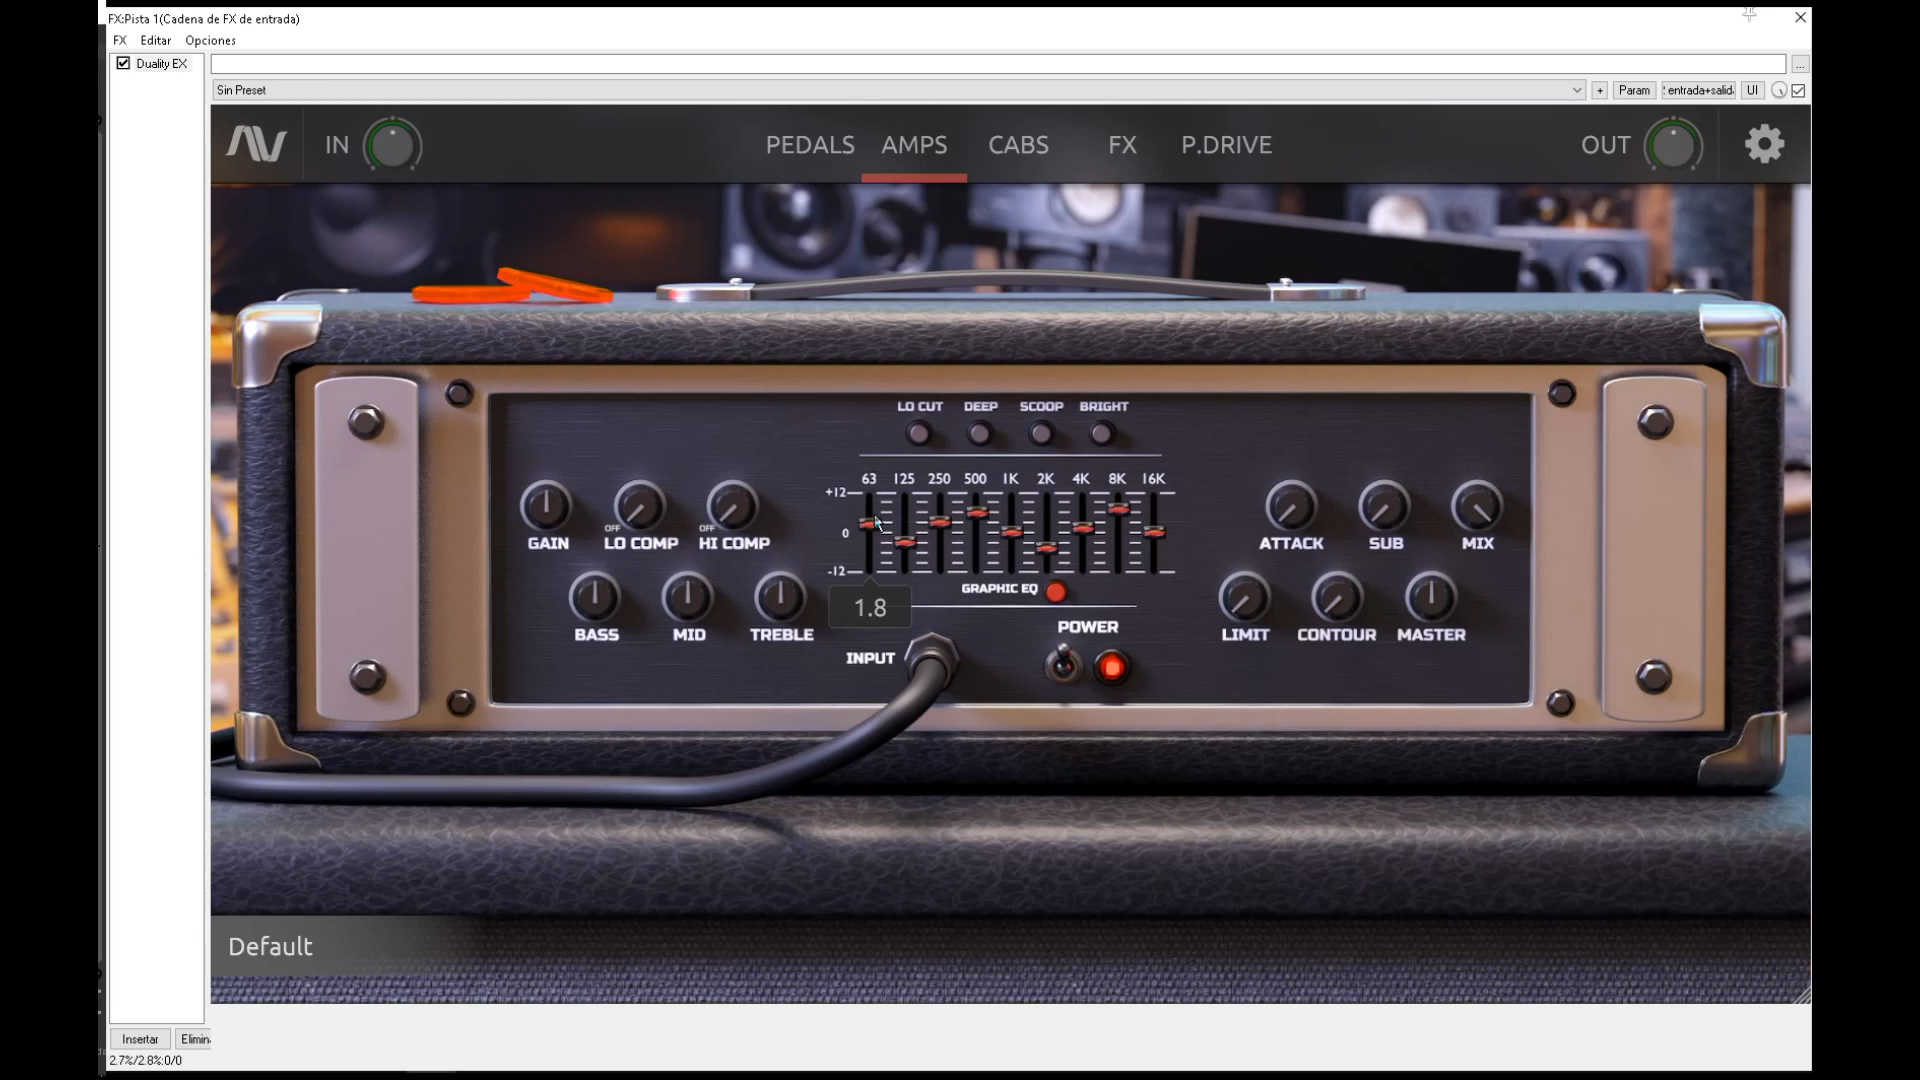 FX:Pista 1(Cadena de FX de entrada)
FX Editar Opciones
Duality EX
...
Sin Preset
+ Param : entrada+salid UI
IN PEDALS AMPS CABS FX P.DRIVE OUT
LO CUT DEEP SCOOP BRIGHT
63 125 250 500 1K 2K 4K 8K 16K
+12
0
-12
OFF OFF
GAIN LO COMP HI COMP
ATTACK SUB MIX
GRAPHIC EQ
1.8
BASS MID TREBLE
POWER
LIMIT CONTOUR MASTER
INPUT
Default
Insertar Elimin
2.7%/2.8%:0/0